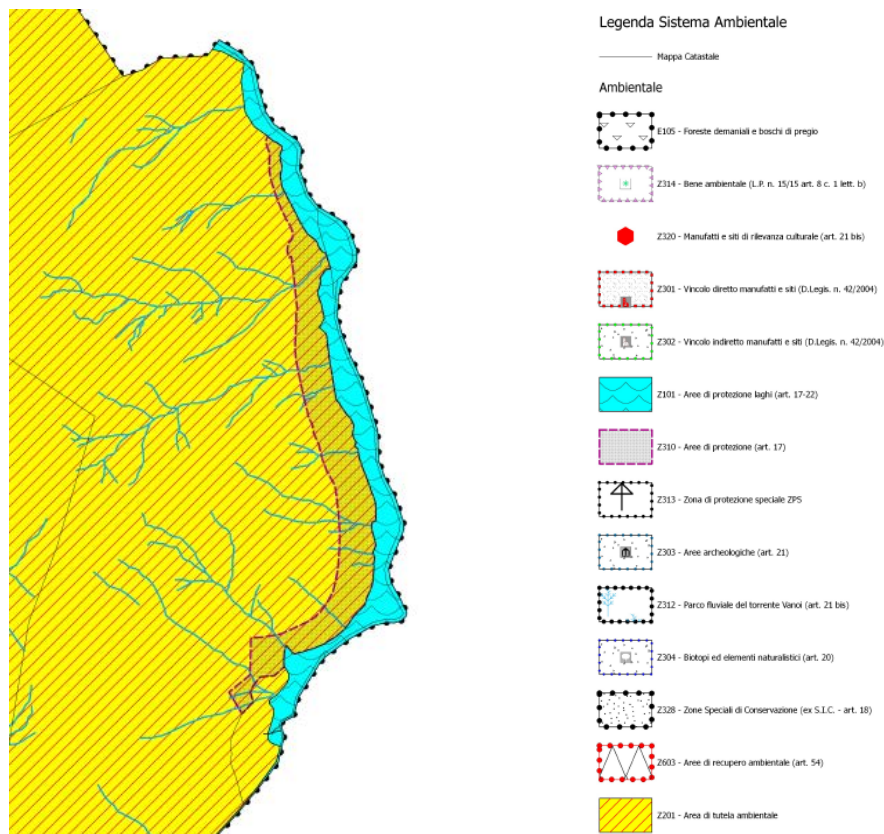 Legenda Sistema Ambientale
Mappa Catastale
Ambientale
E105 - Foreste demaniali e boschi di pregio
Z314 - Bene ambientale (L.P. n. 15/15 art. 8 c. 1 lett. b)
Z320 - Manufatti e siti di rilevanza culturale (art. 21 bis)
Z301 - Vincolo diretto manufatti e siti (D.Legis. n. 42/2004)
Z302 - Vincolo indiretto manufatti e siti (D.Legis. n. 42/2004)
Z101 - Aree di protezione laghi (art. 17-22)
Z310 - Aree di protezione (art. 17)
Z313 - Zona di protezione speciale ZPS
Z303 - Aree archeologiche (art. 21)
Z312 - Parco fluviale del torrente Vanoi (art. 21 bis)
Z304 - Biotopi ed elementi naturalistici (art. 20)
Z328 - Zone Speciali di Conservazione (ex S.I.C. - art. 18)
Z603 - Aree di recupero ambientale (art. 54)
Z201 - Area di tutela ambientale